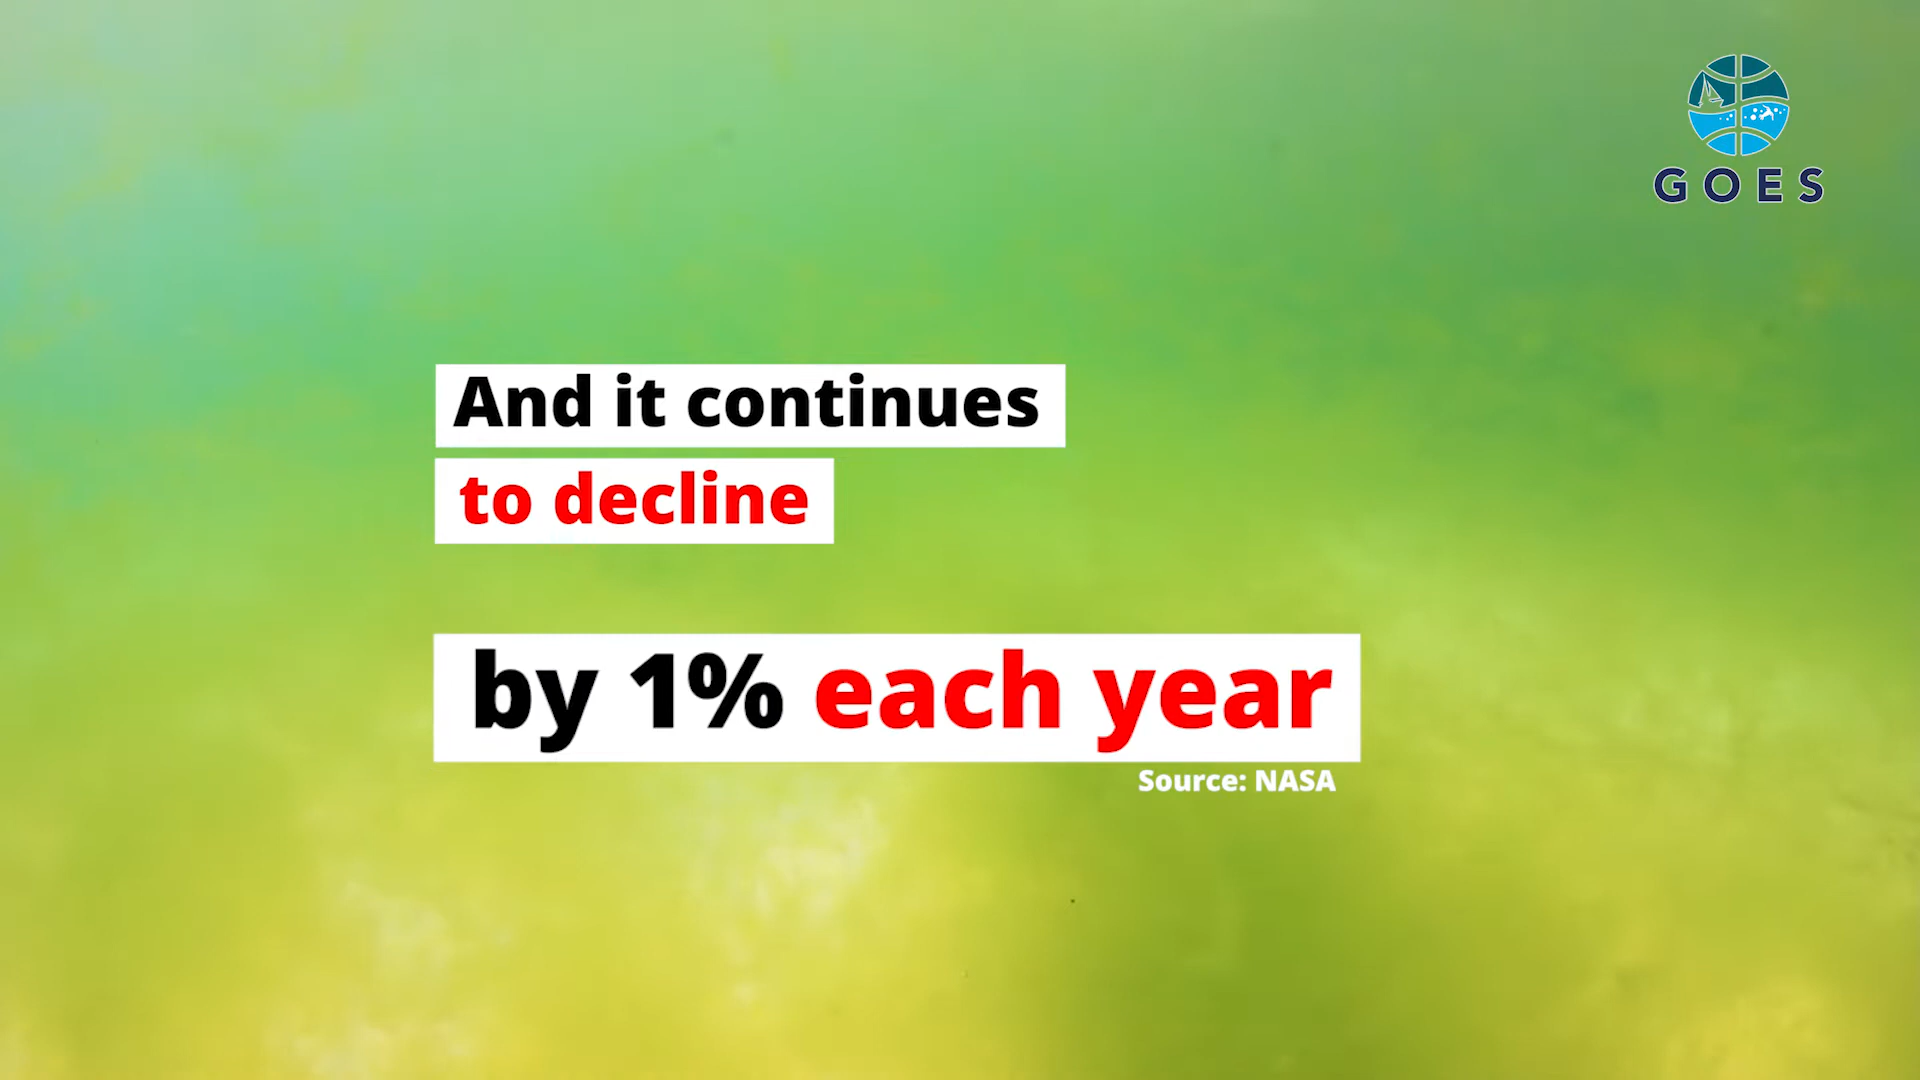 GOES
And it continues
to decline
by 1% each year
Source: NASA